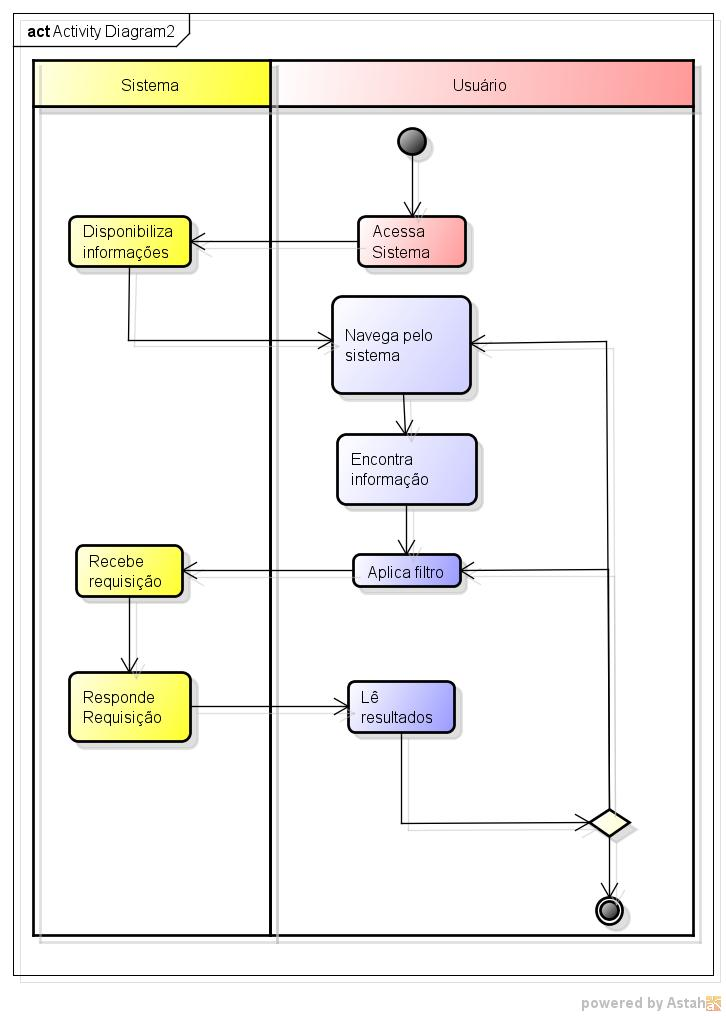 act Activity Diagram2
Sistema
Usuário
Acessa
Sistema
Disponibiliza
informações
Navega pelo
sistema
Encontra
informação
Aplica filtro
Recebe
requisição
Responde
Requisição
Lê
resultados
powered by Astah